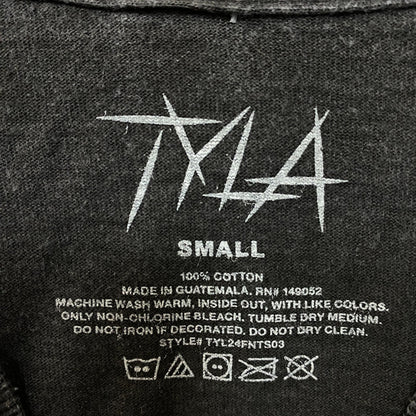 TYLA
SMALL
100% COTTON
MADE IN GUATEMALA. RN# 149052
MACHINE WASH WARM, INSIDE OUT, WITH LIKE COLORS.
ONLY NON-CHLORINE BLEACH. TUMBLE DRY MEDIUM.
DO NOT IRON IF DECORATED. DO NOT DRY CLEAN.
STYLE# TYL24FNTS03